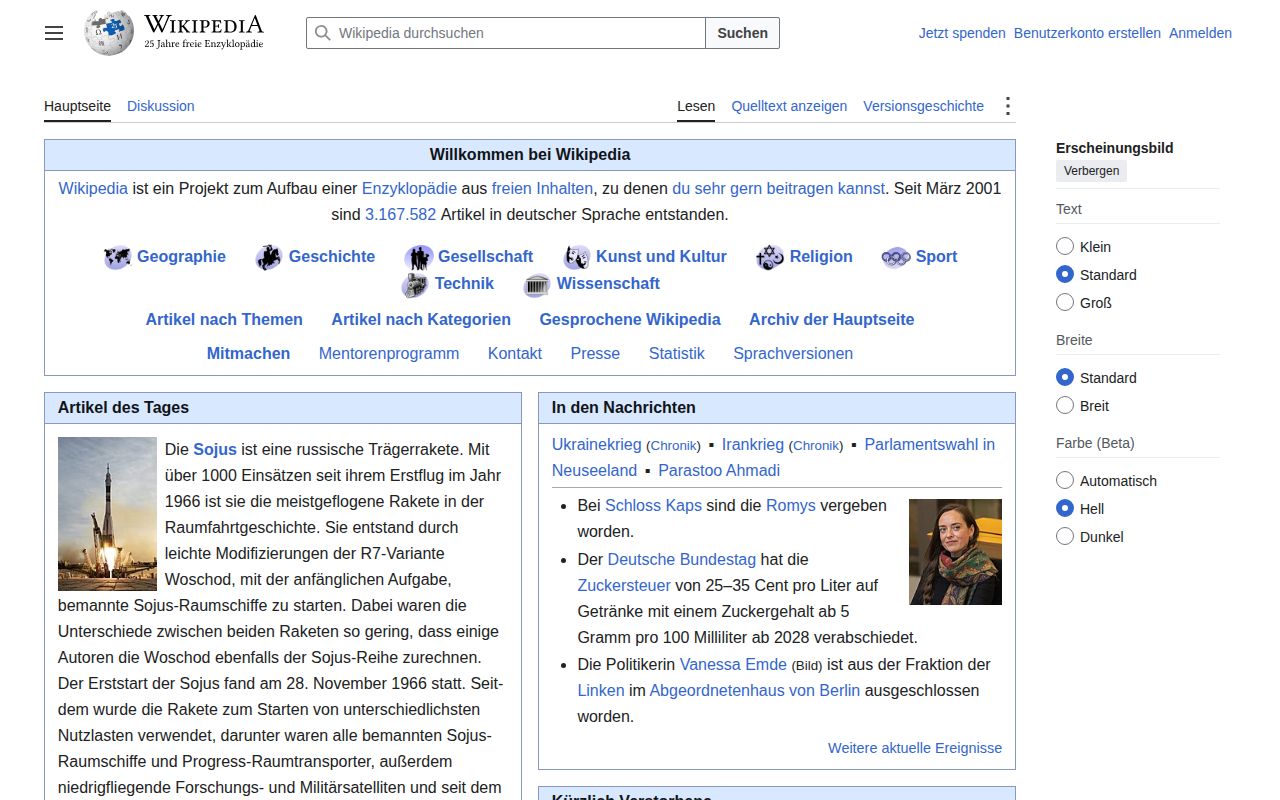 WIKIPEDIA
25 Jahre freie Enzyklopädie
Wikipedia durchsuchen
Suchen
Jetzt spenden Benutzerkonto erstellen Anmelden
Hauptseite Diskussion
Lesen Quelltext anzeigen Versionsgeschichte
Willkommen bei Wikipedia
Wikipedia ist ein Projekt zum Aufbau einer Enzyklopädie aus freien Inhalten, zu denen du sehr gern beitragen kannst. Seit März 2001
sind 3.167.582 Artikel in deutscher Sprache entstanden.
Geographie Geschichte Gesellschaft Kunst und Kultur Religion Sport
Technik Wissenschaft
Artikel nach Themen Artikel nach Kategorien Gesprochene Wikipedia Archiv der Hauptseite
Mitmachen Mentorenprogramm Kontakt Presse Statistik Sprachversionen
Artikel des Tages
Die Sojus ist eine russische Trägerrakete. Mit
über 1000 Einsätzen seit ihrem Erstflug im Jahr
1966 ist sie die meistgeflogene Rakete in der
Raumfahrtgeschichte. Sie entstand durch
leichte Modifizierungen der R7-Variante
Woschod, mit der anfänglichen Aufgabe,
bemannte Sojus-Raumschiffe zu starten. Dabei waren die
Unterschiede zwischen beiden Raketen so gering, dass einige
Autoren die Woschod ebenfalls der Sojus-Reihe zurechnen.
Der Erststart der Sojus fand am 28. November 1966 statt. Seit-
dem wurde die Rakete zum Starten von unterschiedlichsten
Nutzlasten verwendet, darunter waren alle bemannten Sojus-
Raumschiffe und Progress-Raumtransporter, außerdem
niedrigfliegende Forschungs- und Militärsatelliten und seit dem
In den Nachrichten
Ukrainekrieg (Chronik) ▪ Irankrieg (Chronik) ▪ Parlamentswahl in
Neuseeland ▪ Parastoo Ahmadi
• Bei Schloss Kaps sind die Romys vergeben
worden.
• Der Deutsche Bundestag hat die
Zuckersteuer von 25–35 Cent pro Liter auf
Getränke mit einem Zuckergehalt ab 5
Gramm pro 100 Milliliter ab 2028 verabschiedet.
• Die Politikerin Vanessa Emde (Bild) ist aus der Fraktion der
Linken im Abgeordnetenhaus von Berlin ausgeschlossen
worden.
Weitere aktuelle Ereignisse
Kürzlich Verstorbene
Erscheinungsbild
Verbergen
Text
Klein
Standard
Groß
Breite
Standard
Breit
Farbe (Beta)
Automatisch
Hell
Dunkel